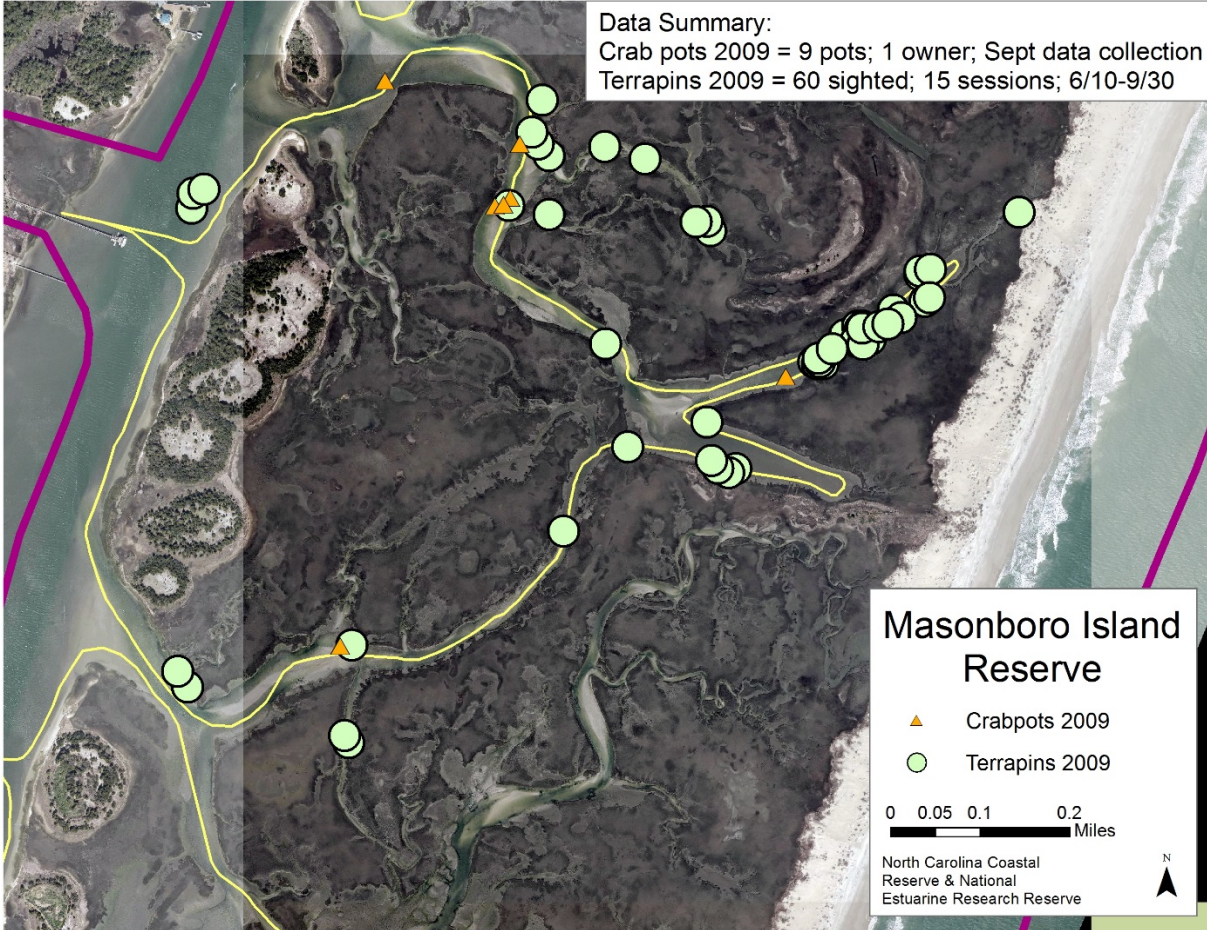 Data Summary:
Crab pots 2009 = 9 pots; 1 owner; Sept data collection
Terrapins 2009 = 60 sighted; 15 sessions; 6/10-9/30
Masonboro Island
Reserve
Crabpots 2009
Terrapins 2009
0 0.05 0.1 0.2
Miles
North Carolina Coastal
Reserve & National
Estuarine Research Reserve
N